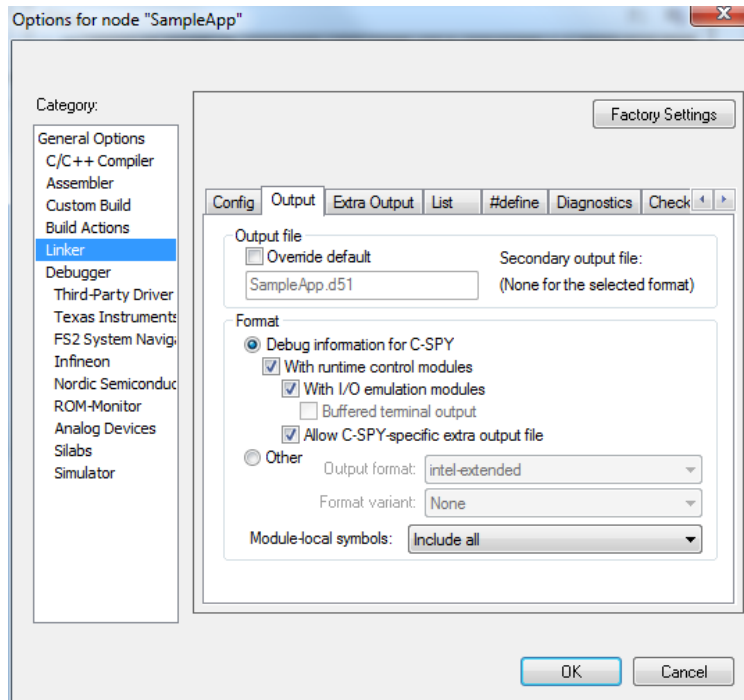 Options for node "SampleApp"
Category:
Factory Settings
General Options
C/C++ Compiler
Assembler
Custom Build
Build Actions
Linker
Debugger
Third-Party Driver
Texas Instruments
FS2 System Navig
Infineon
Nordic Semiconduc
ROM-Monitor
Analog Devices
Silabs
Simulator
Config Output Extra Output List #define Diagnostics Check
Output file
Override default
SampleApp.d51
Secondary output file:
(None for the selected format)
Format
Debug information for C-SPY
With runtime control modules
With I/O emulation modules
Buffered terminal output
Allow C-SPY-specific extra output file
Other
Output format: intel-extended
Format variant: None
Module-local symbols: Include all
OK Cancel